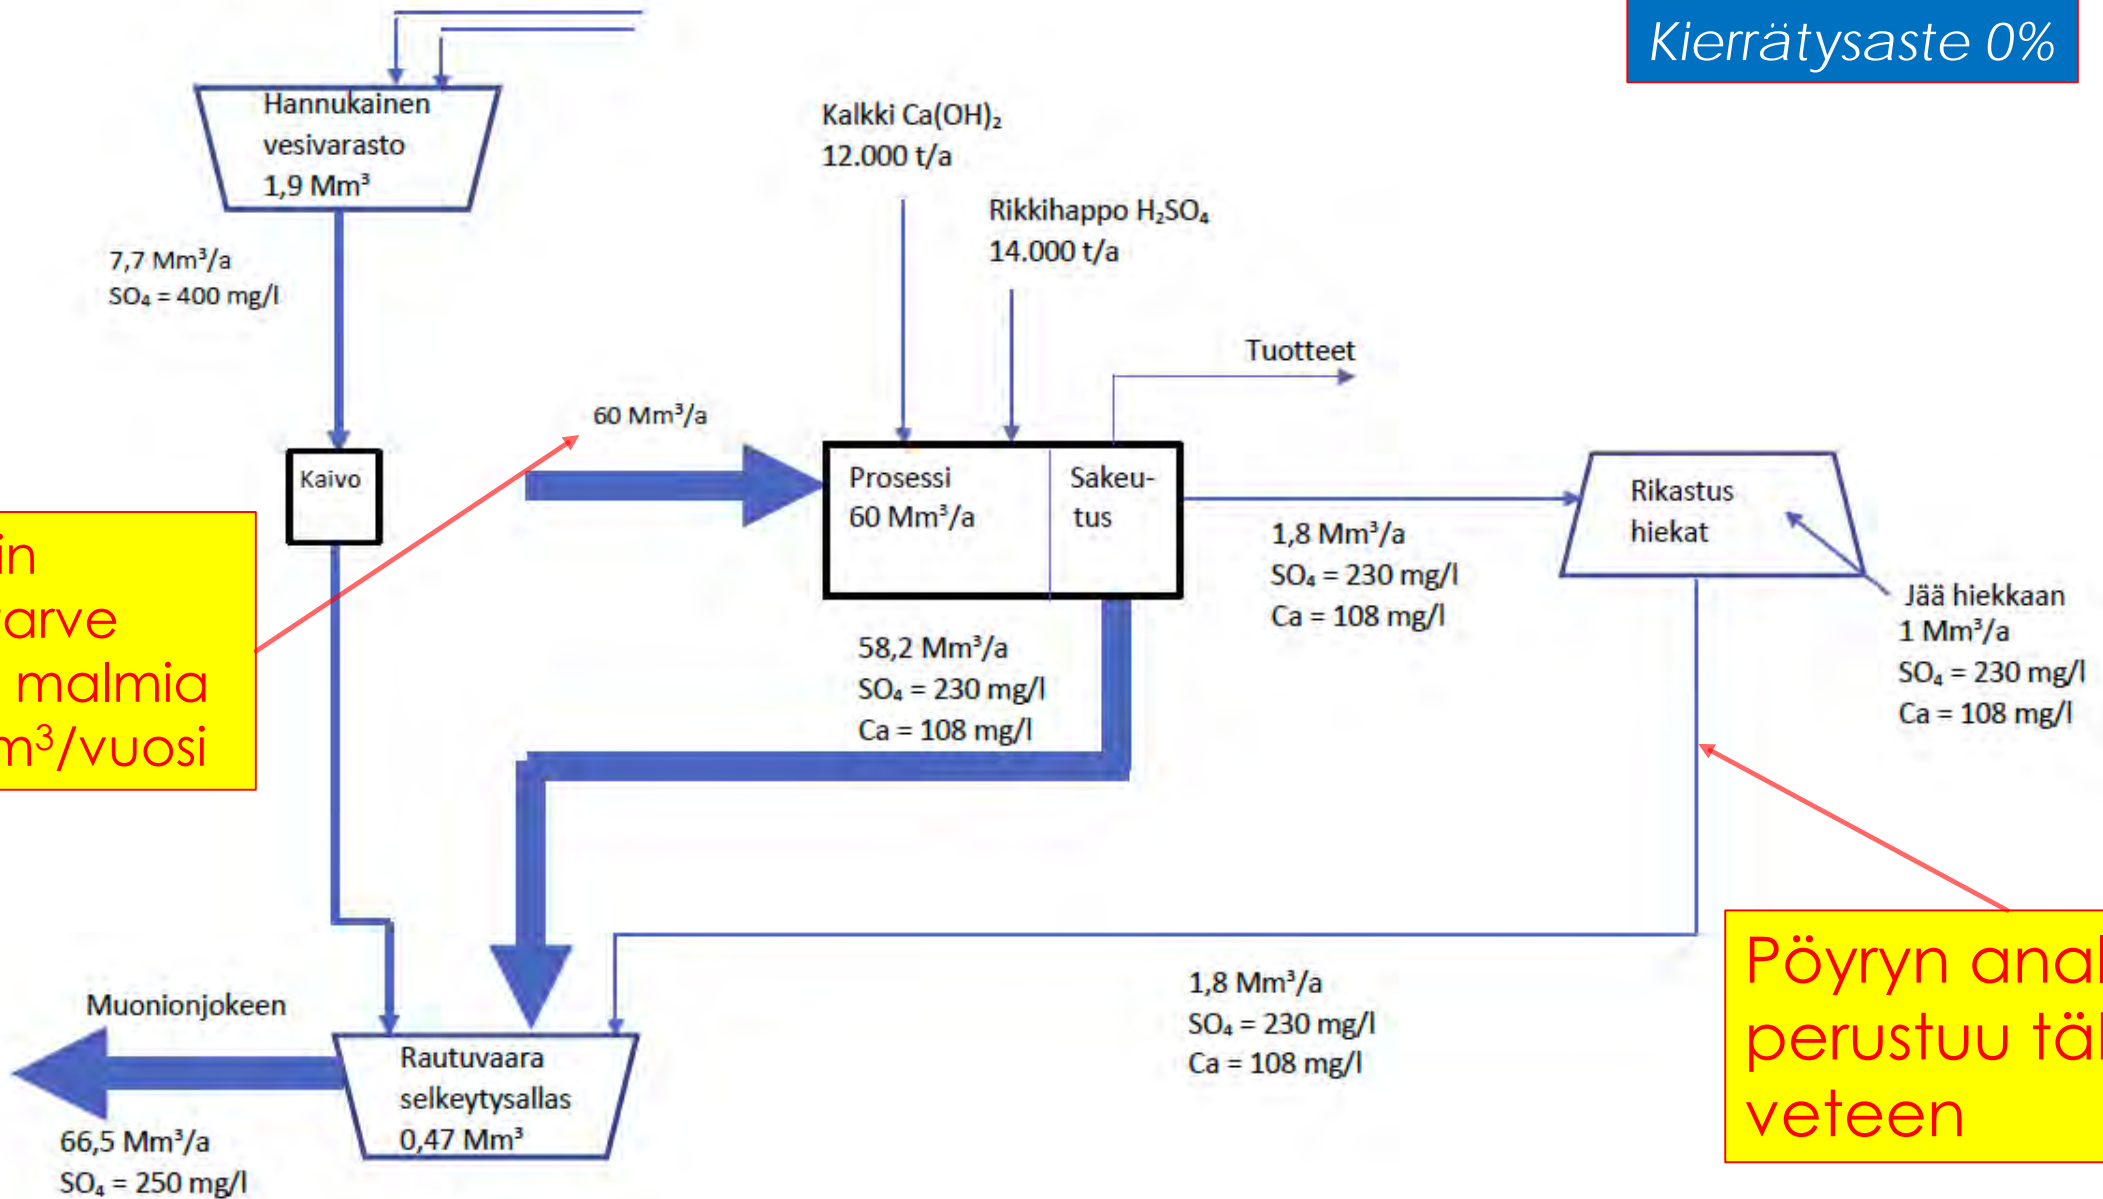 Kierrätysaste 0%
Hannukainen
vesivarasto
1,9 Mm³
Kalkki Ca(OH)₂
12.000 t/a
Rikkihappo H₂SO₄
14.000 t/a
7,7 Mm³/a
SO₄ = 400 mg/l
Tuotteet
60 Mm³/a
Kaivo
Prosessi
60 Mm³/a
Sakeu-
tus
Rikastus
hiekat
1,8 Mm³/a
SO₄ = 230 mg/l
Ca = 108 mg/l
Jää hiekkaan
1 Mm³/a
SO₄ = 230 mg/l
Ca = 108 mg/l
malmia
m³/vuosi
58,2 Mm³/a
SO₄ = 230 mg/l
Ca = 108 mg/l
Pöyryn
perustuu
veteen
1,8 Mm³/a
SO₄ = 230 mg/l
Ca = 108 mg/l
Muonionjokeen
Rautuvaara
selkeytysallas
0,47 Mm³
66,5 Mm³/a
SO₄ = 250 mg/l